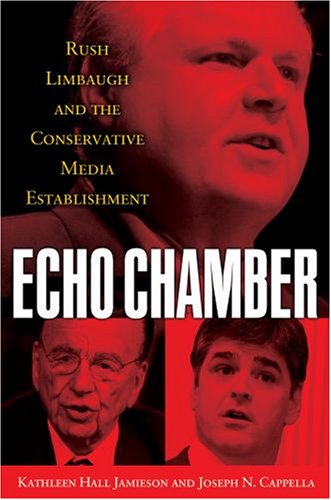 RUSH
LIMBAUGH
AND THE
CONSERVATIVE
MEDIA
ESTABLISHMENT
ECHO CHAMBER
KATHLEEN HALL JAMIESON AND JOSEPH N. CAPPELLA